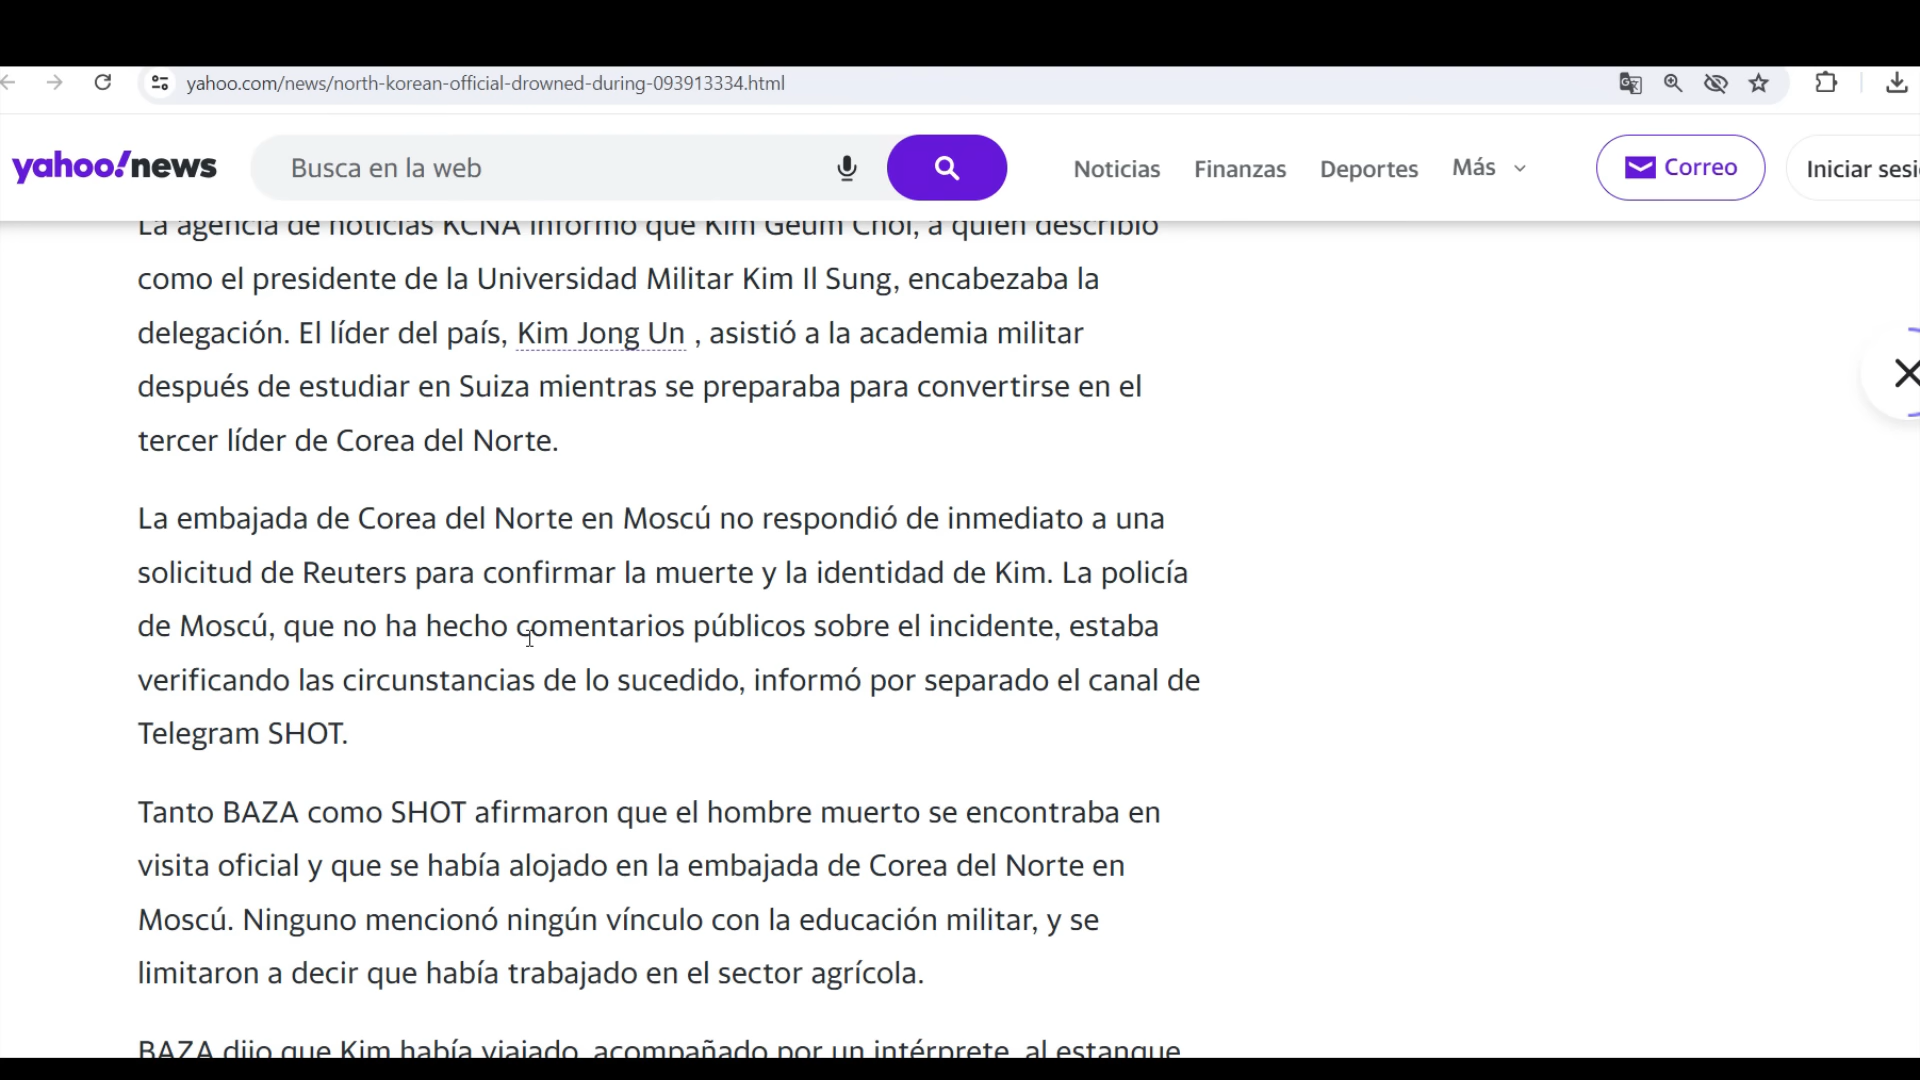 yahoo.com/news/north-korean-official-drowned-during-093913334.html
yahoo!news
Busca en la web
Noticias Finanzas Deportes Más
Correo
Iniciar sesi
La agencia de noticias KCNA informó que Kim Geum Chol, a quien describió
como el presidente de la Universidad Militar Kim Il Sung, encabezaba la
delegación. El líder del país, Kim Jong Un , asistió a la academia militar
después de estudiar en Suiza mientras se preparaba para convertirse en el
tercer líder de Corea del Norte.
La embajada de Corea del Norte en Moscú no respondió de inmediato a una
solicitud de Reuters para confirmar la muerte y la identidad de Kim. La policía
de Moscú, que no ha hecho comentarios públicos sobre el incidente, estaba
verificando las circunstancias de lo sucedido, informó por separado el canal de
Telegram SHOT.
Tanto BAZA como SHOT afirmaron que el hombre muerto se encontraba en
visita oficial y que se había alojado en la embajada de Corea del Norte en
Moscú. Ninguno mencionó ningún vínculo con la educación militar, y se
limitaron a decir que había trabajado en el sector agrícola.
BAZA dijo que Kim había viajado, acompañado por un intérprete, al estanque